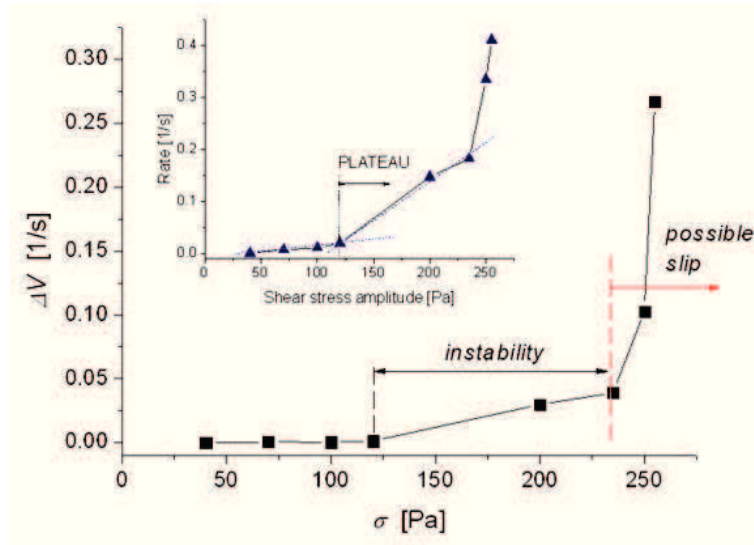 0.30
0.25
0.20
0.15
0.10
0.05
0.00
ΔV [1/s]
0 50 100 150 200 250
σ [Pa]
instability
possible
slip
0.4
0.3
0.2
0.1
0.0
Rate [1/s]
PLATEAU
0 50 100 150 200 250
Shear stress amplitude [Pa]